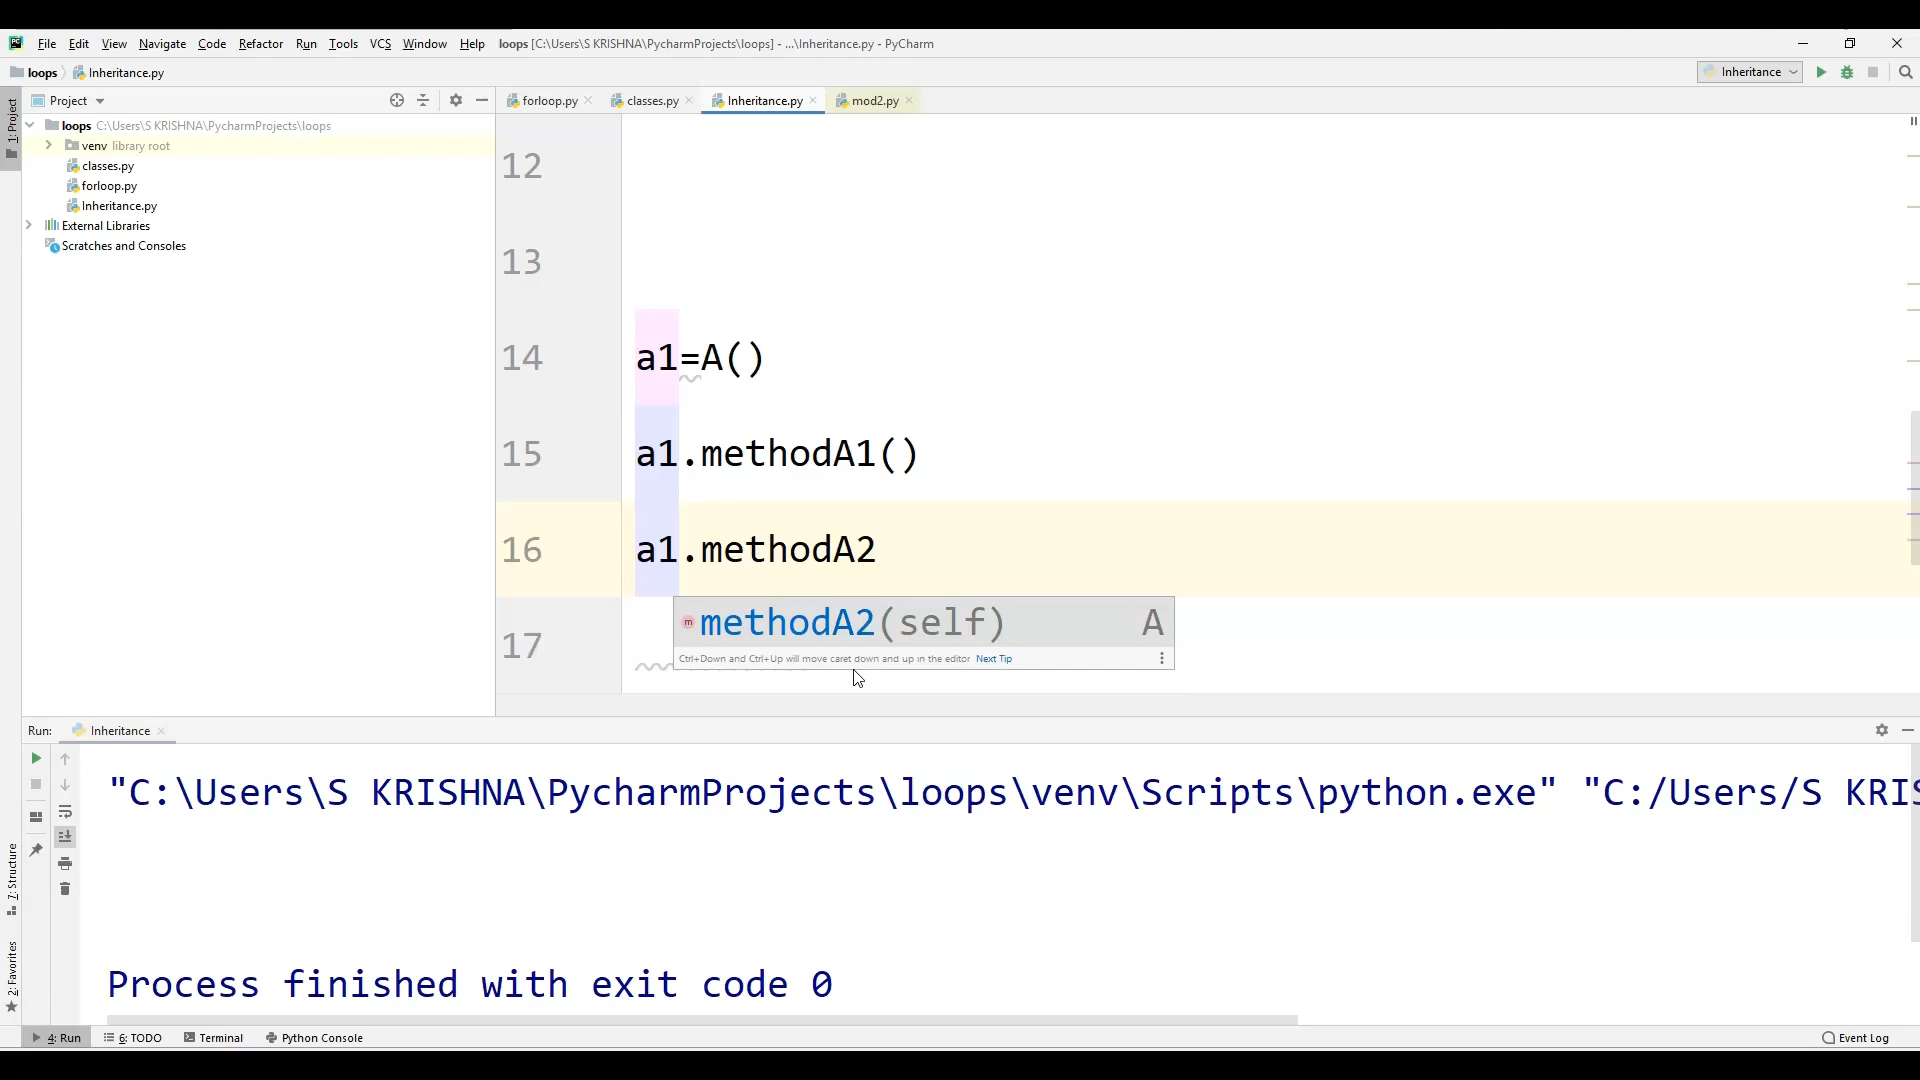 File Edit View Navigate Code Refactor Run Tools VCS Window Help loops [C:\Users\S KRISHNA\PycharmProjects\loops] - ...\Inheritance.py - PyCharm
loops Inheritance.py Inheritance
1: Project
Project
forloop.py classes.py Inheritance.py mod2.py
loops C:\Users\S KRISHNA\PycharmProjects\loops
venv library root
classes.py
forloop.py
Inheritance.py
External Libraries
Scratches and Consoles
12
13
14 a1=A()
15 a1.methodA1()
16 a1.methodA2
methodA2(self) A
17
Ctrl+Down and Ctrl+Up will move caret down and up in the editor Next Tip
Run: Inheritance
"C:\Users\S KRISHNA\PycharmProjects\loops\venv\Scripts\python.exe" "C:/Users/S KRIS
Process finished with exit code 0
7: Structure
2: Favorites
4: Run 6: TODO Terminal Python Console Event Log